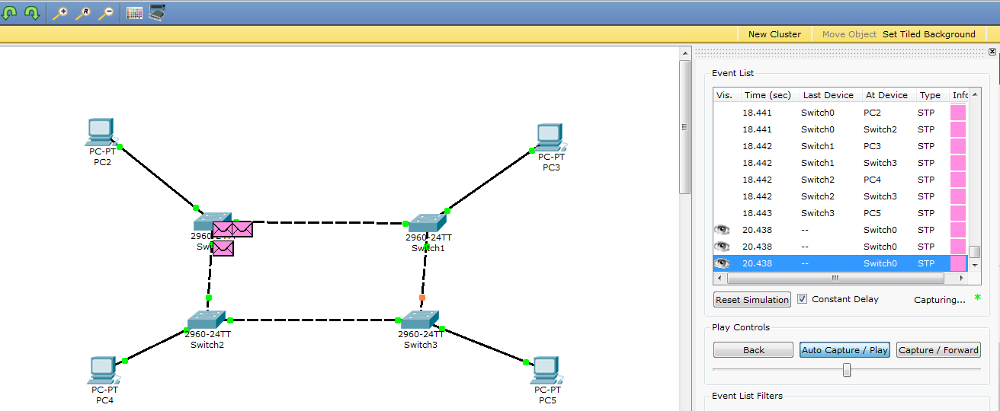 New Cluster Move Object Set Tiled Background
Event List
Vis. Time (sec) Last Device At Device Type Info
18.441 Switch0 PC2 STP
18.441 Switch0 Switch2 STP
18.442 Switch1 PC3 STP
18.442 Switch1 Switch3 STP
18.442 Switch2 PC4 STP
18.442 Switch2 Switch3 STP
18.443 Switch3 PC5 STP
20.438 -- Switch0 STP
20.438 -- Switch0 STP
20.438 -- Switch0 STP
Reset Simulation Constant Delay Capturing... *
Play Controls
Back Auto Capture / Play Capture / Forward
Event List Filters
PC-PT
PC2
PC-PT
PC3
2960-24TT
2960-24TT
Switch1
2960-24TT
Switch2
2960-24TT
Switch3
PC-PT
PC4
PC-PT
PC5